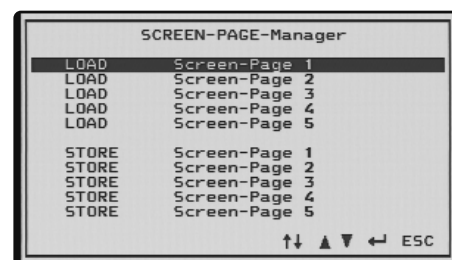 SCREEN-PAGE-Manager
LOAD Screen-Page 1
LOAD Screen-Page 2
LOAD Screen-Page 3
LOAD Screen-Page 4
LOAD Screen-Page 5
STORE Screen-Page 1
STORE Screen-Page 2
STORE Screen-Page 3
STORE Screen-Page 4
STORE Screen-Page 5
↑↓ ▲ ▼ ↵ ESC